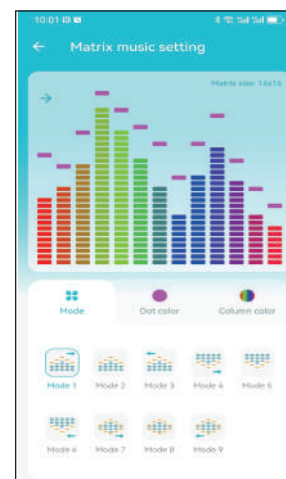 10:01
Matrix music setting
Matrix size: 16x16
Mode
Dot color
Column color
Mode 1 Mode 2 Mode 3 Mode 4 Mode 5
Mode 6 Mode 7 Mode 8 Mode 9